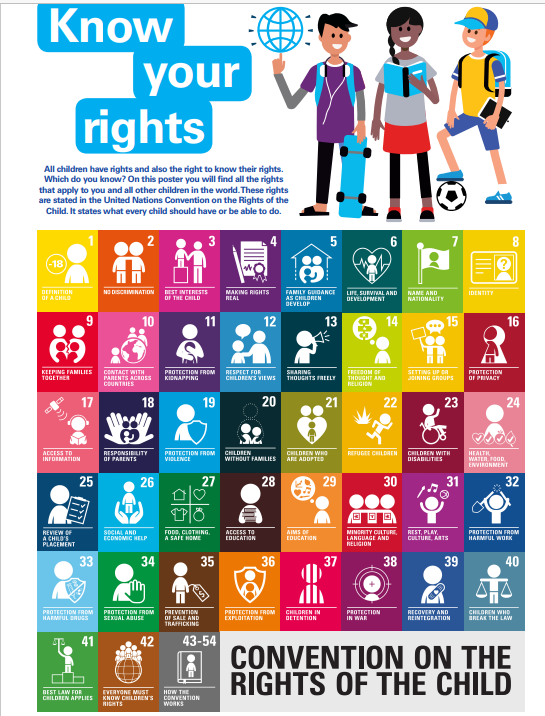 Know
your
rights
All children have rights and also the right to know their rights.
Which do you know? On this poster you will find all the rights
that apply to you and all other children in the world.These rights
are stated in the United Nations Convention on the Rights of the
Child. It states what every child should have or be able to do.
1
-18
DEFINITION
OF A CHILD
2
NO DISCRIMINATION
3
BEST INTERESTS
OF THE CHILD
4
MAKING RIGHTS
REAL
5
FAMILY GUIDANCE
AS CHILDREN
DEVELOP
6
LIFE, SURVIVAL AND
DEVELOPMENT
7
NAME AND
NATIONALITY
8
IDENTITY
9
KEEPING FAMILIES
TOGETHER
10
CONTACT WITH
PARENTS ACROSS
COUNTRIES
11
PROTECTION FROM
KIDNAPPING
12
RESPECT FOR
CHILDREN'S VIEWS
13
SHARING
THOUGHTS FREELY
14
FREEDOM OF
THOUGHT AND
RELIGION
15
SETTING UP OR
JOINING GROUPS
16
PROTECTION
OF PRIVACY
17
ACCESS TO
INFORMATION
18
RESPONSIBILITY
OF PARENTS
19
PROTECTION FROM
VIOLENCE
20
CHILDREN
WITHOUT FAMILIES
21
CHILDREN WHO
ARE ADOPTED
22
REFUGEE CHILDREN
23
CHILDREN WITH
DISABILITIES
24
HEALTH,
WATER, FOOD,
ENVIRONMENT
25
REVIEW OF
A CHILD'S
PLACEMENT
26
SOCIAL AND
ECONOMIC HELP
27
FOOD, CLOTHING,
A SAFE HOME
28
ACCESS TO
EDUCATION
29
AIMS OF
EDUCATION
30
MINORITY CULTURE,
LANGUAGE AND
RELIGION
31
REST, PLAY,
CULTURE, ARTS
32
PROTECTION FROM
HARMFUL WORK
33
PROTECTION FROM
HARMFUL DRUGS
34
PROTECTION FROM
SEXUAL ABUSE
35
PREVENTION
OF SALE AND
TRAFFICKING
36
PROTECTION FROM
EXPLOITATION
37
CHILDREN IN
DETENTION
38
PROTECTION
IN WAR
39
RECOVERY AND
REINTEGRATION
40
CHILDREN WHO
BREAK THE LAW
41
BEST LAW FOR
CHILDREN APPLIES
42
EVERYONE MUST
KNOW CHILDREN'S
RIGHTS
43-54
HOW THE
CONVENTION
WORKS
CONVENTION ON THE
RIGHTS OF THE CHILD